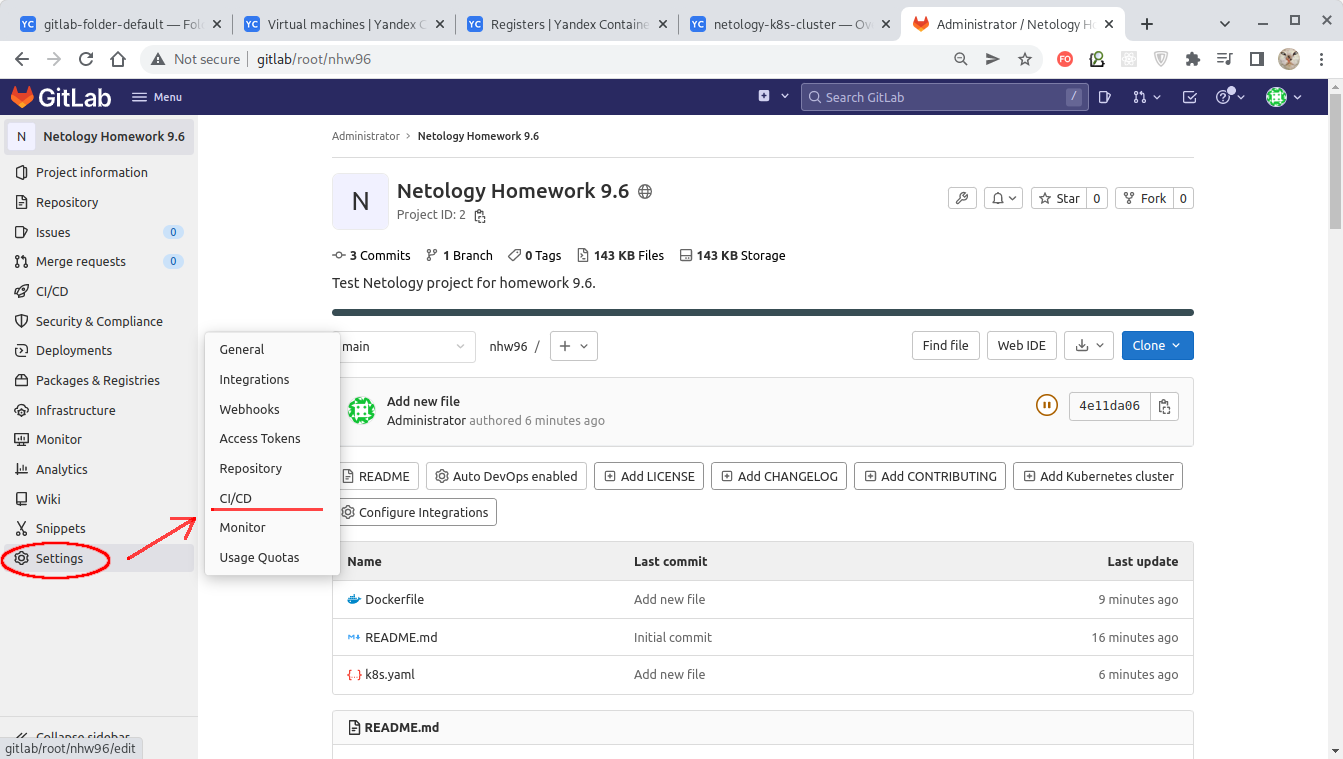 gitlab-folder-default — Fol
Virtual machines | Yandex C
Registers | Yandex Containe
netology-k8s-cluster — Ove
Administrator / Netology H
Not secure
gitlab/root/nhw96
GitLab
Menu
Search GitLab
/
N Netology Homework 9.6
Project information
Repository
Issues 0
Merge requests 0
CI/CD
Security & Compliance
Deployments
Packages & Registries
Infrastructure
Monitor
Analytics
Wiki
Snippets
Settings
Collapse sidebar
gitlab/root/nhw96/edit
General
Integrations
Webhooks
Access Tokens
Repository
CI/CD
Monitor
Usage Quotas
Administrator > Netology Homework 9.6
N
Netology Homework 9.6
Project ID: 2
Star 0
Fork 0
3 Commits 1 Branch 0 Tags 143 KB Files 143 KB Storage
Test Netology project for homework 9.6.
main
nhw96 /
Find file
Web IDE
Clone
Add new file
Administrator authored 6 minutes ago
4e11da06
README
Auto DevOps enabled
Add LICENSE
Add CHANGELOG
Add CONTRIBUTING
Add Kubernetes cluster
Configure Integrations
Name Last commit Last update
Dockerfile Add new file 9 minutes ago
README.md Initial commit 16 minutes ago
k8s.yaml Add new file 6 minutes ago
README.md